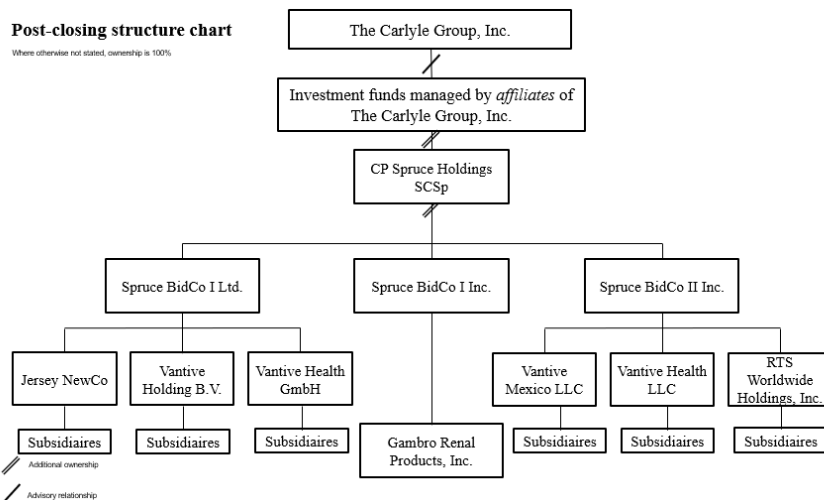 Post-closing structure chart
Where otherwise not stated, ownership is 100%
The Carlyle Group, Inc.
Investment funds managed by affiliates of
The Carlyle Group, Inc.
CP Spruce Holdings
SCSp
Spruce BidCo I Ltd.
Spruce BidCo I Inc.
Spruce BidCo II Inc.
Jersey NewCo
Vantive
Holding B.V.
Vantive Health
GmbH
Vantive
Mexico LLC
Vantive Health
LLC
RTS
Worldwide
Holdings, Inc.
Subsidiaires
Subsidiaires
Subsidiaires
Gambro Renal
Products, Inc.
Subsidiaires
Subsidiaires
Subsidiaires
Additional ownership
Advisory relationship